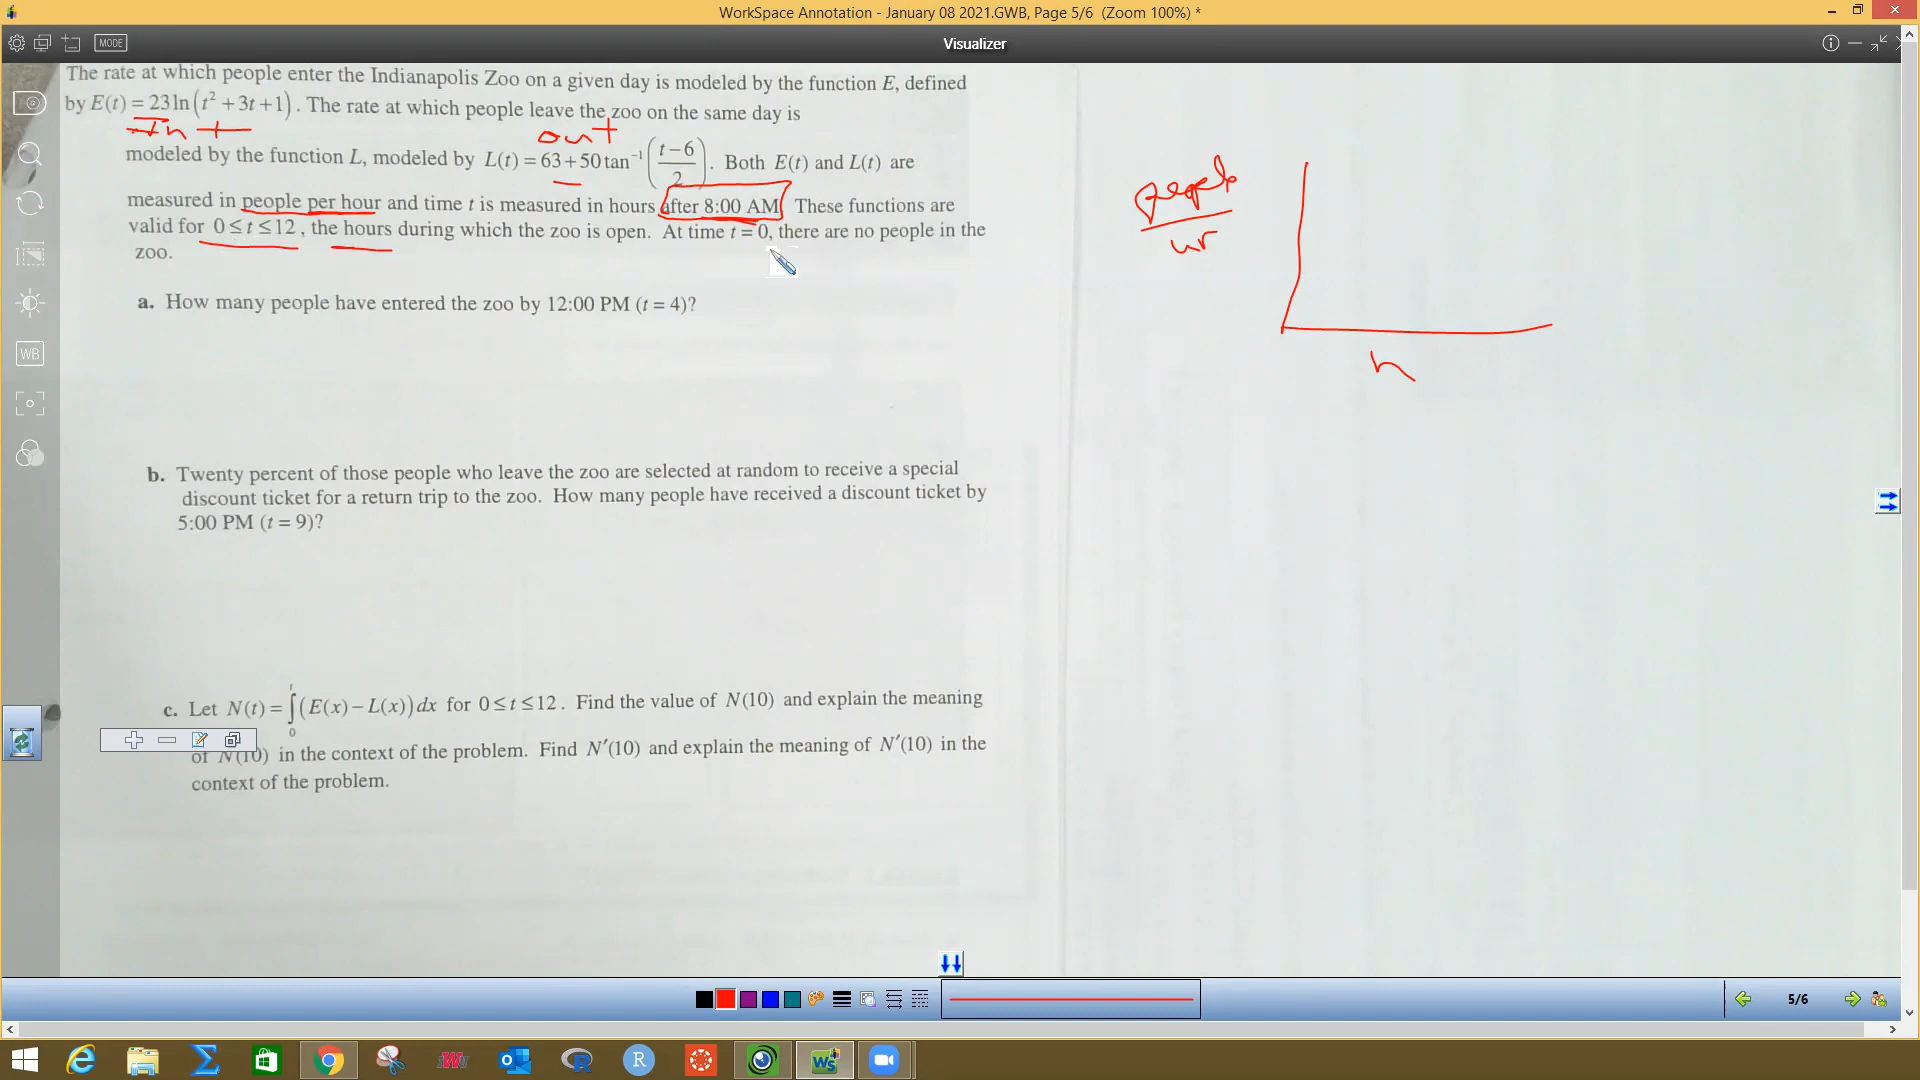 WorkSpace Annotation - January 08 2021.GWB, Page 5/6 (Zoom 100%) *
MODE
Visualizer
The rate at which people enter the Indianapolis Zoo on a given day is modeled by the function E, defined
by E(t) = 23ln(t² + 3t + 1). The rate at which people leave the zoo on the same day is
In +
out
modeled by the function L, modeled by L(t) = 63 + 50 tan⁻¹((t − 6)/2). Both E(t) and L(t) are
measured in people per hour and time t is measured in hours after 8:00 AM. These functions are
valid for 0 ≤ t ≤ 12, the hours during which the zoo is open. At time t = 0, there are no people in the
zoo.
people
hr
h
a. How many people have entered the zoo by 12:00 PM (t = 4)?
b. Twenty percent of those people who leave the zoo are selected at random to receive a special
discount ticket for a return trip to the zoo. How many people have received a discount ticket by
5:00 PM (t = 9)?
c. Let N(t) = ∫₀ᵗ (E(x) − L(x)) dx for 0 ≤ t ≤ 12. Find the value of N(10) and explain the meaning
of N(10) in the context of the problem. Find N′(10) and explain the meaning of N′(10) in the
context of the problem.
WB
5/6